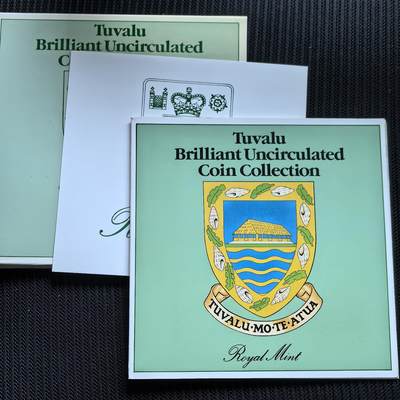 Tuvalu
Brilliant Uncirculated
Tuvalu
Brilliant Uncirculated
Coin Collection
TUVALU·MO·TE·ATUA
Royal Mint